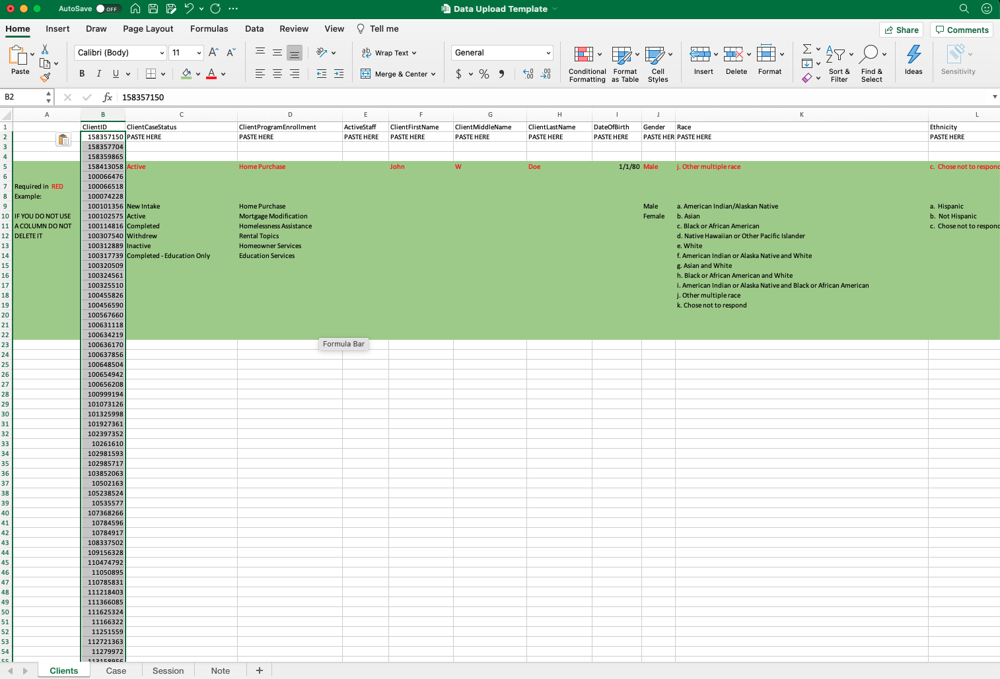 AutoSave OFF
Data Upload Template
Home Insert Draw Page Layout Formulas Data Review View Tell me Share Comments
Paste
Calibri (Body) 11
B I U
Wrap Text
Merge & Center
General
$ % 9
Conditional Formatting
Format as Table
Cell Styles
Insert Delete Format
Sort & Filter
Find & Select
Ideas
Sensitivity
B2 fx 158357150
A B C D E F G H I J K L
1 ClientID ClientCaseStatus ClientProgramEnrollment ActiveStaff ClientFirstName ClientMiddleName ClientLastName DateOfBirth Gender Race Ethnicity
2 158357150 PASTE HERE PASTE HERE PASTE HERE PASTE HERE PASTE HERE PASTE HERE PASTE HERE PASTE HER PASTE HERE PASTE HERE
3 158357704
4 158359865
5 158413058 Active Home Purchase John W Doe 1/1/80 Male j. Other multiple race c. Chose not to respond
6 100066476
7 Required in RED 100066518
8 Example: 100074228
9 100101356 New Intake Home Purchase Male a. American Indian/Alaskan Native a. Hispanic
10 IF YOU DO NOT USE 100102575 Active Mortgage Modification Female b. Asian b. Not Hispanic
11 A COLUMN DO NOT 100114816 Completed Homelessness Assistance c. Black or African American c. Chose not to respond
12 DELETE IT 100307540 Withdrew Rental Topics d. Native Hawaiian or Other Pacific Islander
13 100312889 Inactive Homeowner Services e. White
14 100317739 Completed - Education Only Education Services f. American Indian or Alaska Native and White
15 100320509 g. Asian and White
16 100324561 h. Black or African American and White
17 100325510 i. American Indian or Alaska Native and Black or African American
18 100455826 j. Other multiple race
19 100456590 k. Chose not to respond
20 100567660
21 100631118
22 100634219
23 100636170
Formula Bar
24 100637856
25 100648504
26 100654942
27 100656208
28 100999194
29 101073126
30 101325998
31 101927361
32 102397352
33 10261610
34 102981593
35 102985717
36 103852063
37 10502163
38 105238524
39 10535577
40 107368266
41 10784596
42 10784917
43 108337502
44 109156328
45 110474792
46 11050895
47 110785831
48 111218403
49 111366085
50 111625324
51 11166322
52 11251559
53 112721363
54 11279972
55 113158956
Clients Case Session Note +